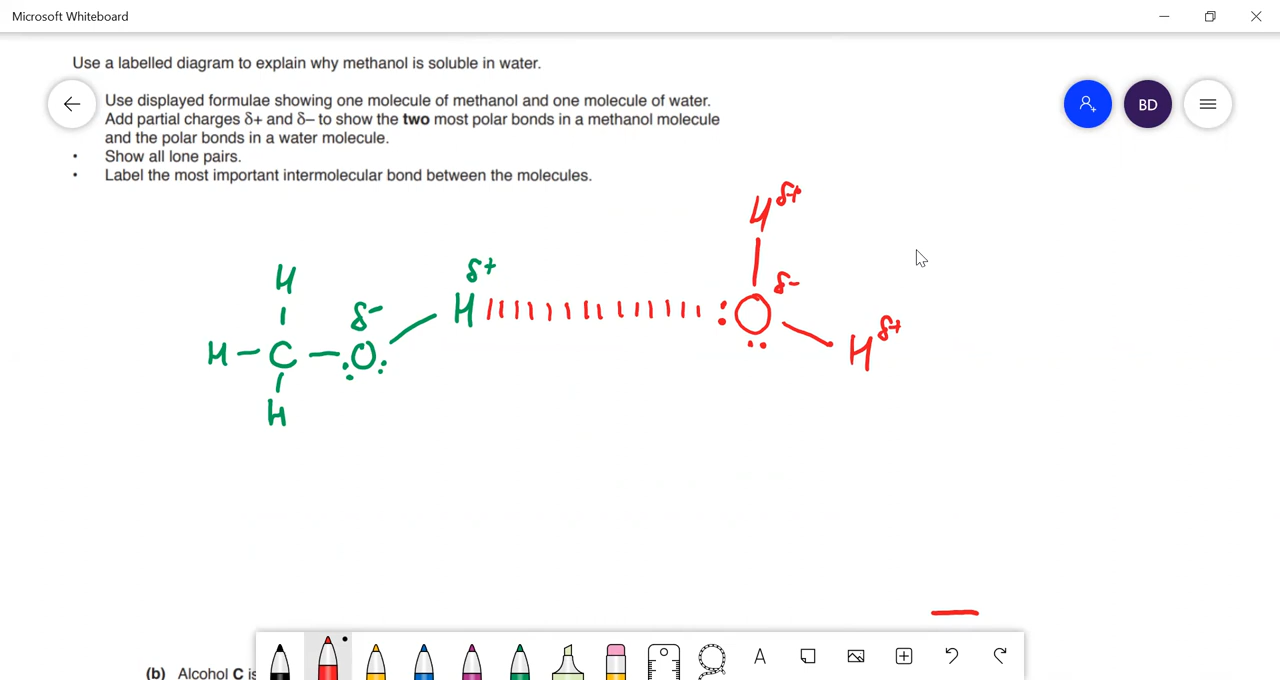 Microsoft Whiteboard
Use a labelled diagram to explain why methanol is soluble in water.
Use displayed formulae showing one molecule of methanol and one molecule of water.
Add partial charges δ+ and δ– to show the two most polar bonds in a methanol molecule
and the polar bonds in a water molecule.
• Show all lone pairs.
• Label the most important intermolecular bond between the molecules.
BD
H δ+
H δ+ δ-
δ- H O
H - C - O H δ+
H
(b) Alcohol C is
A